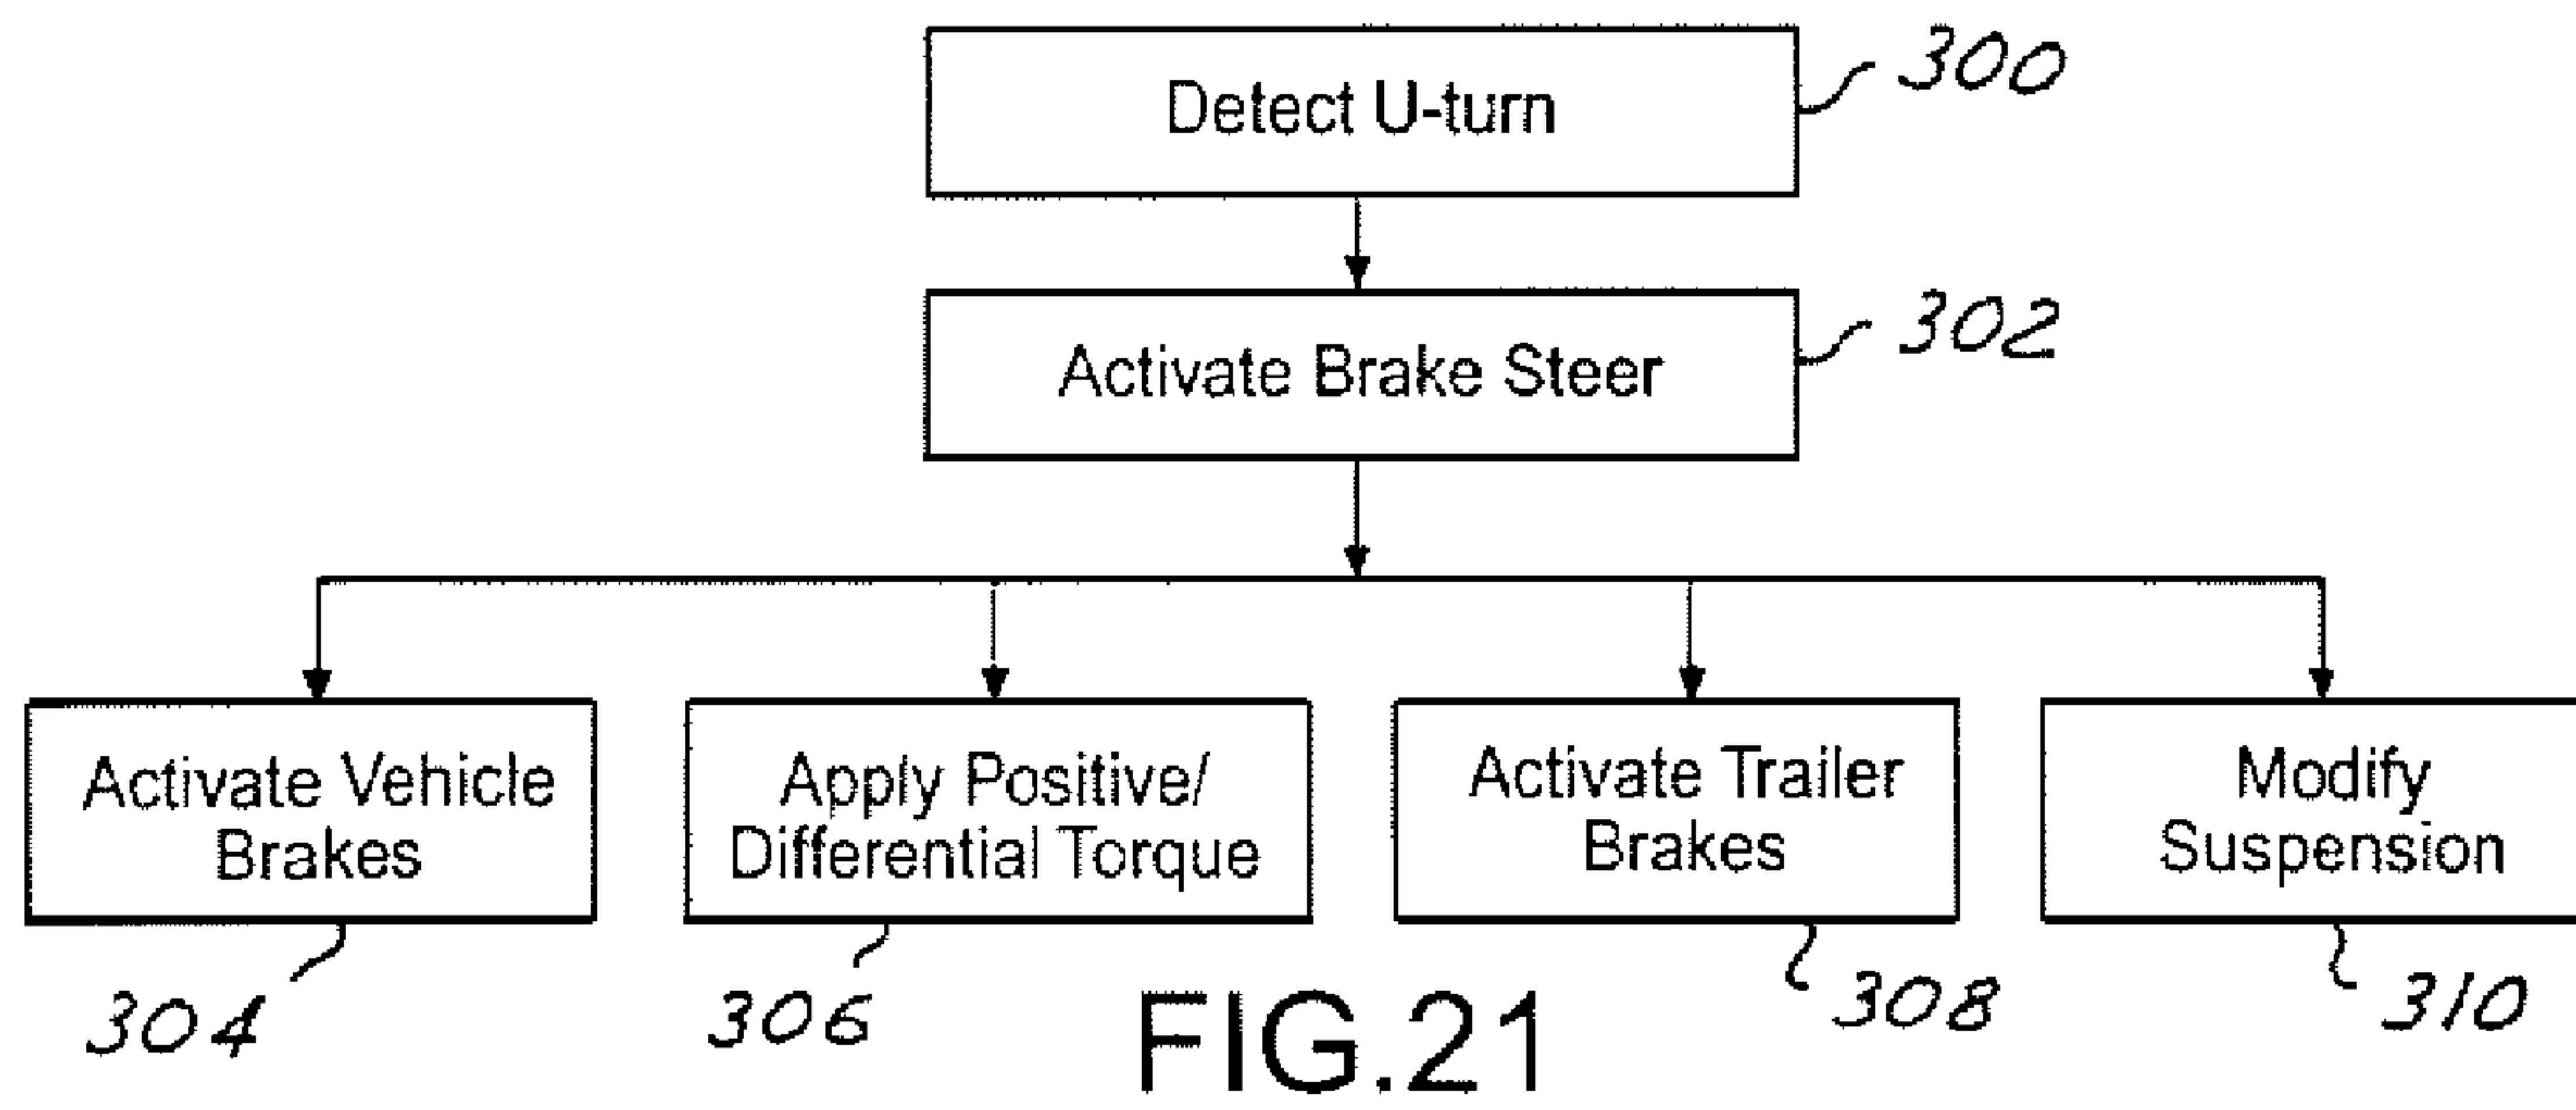 Detect U-turn
300
Activate Brake Steer
302
Activate Vehicle
Brakes
Apply Positive/
Differential Torque
Activate Trailer
Brakes
Modify
Suspension
304
306
308
310
FIG.21